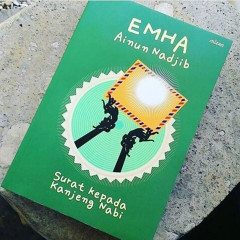 EMHA
Ainun Nadjib
Surat kepada
Kanjeng Nabi